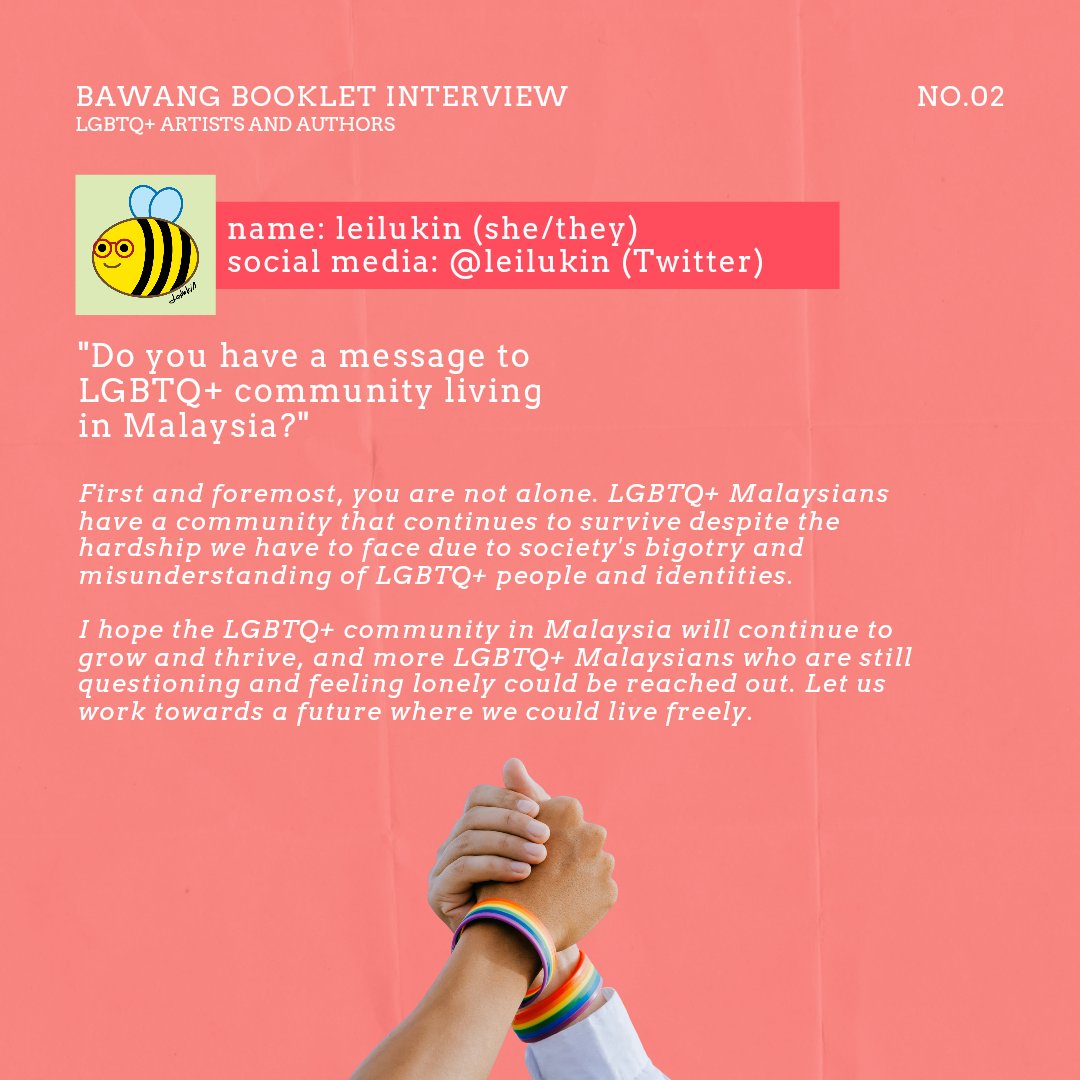 BAWANG BOOKLET INTERVIEW
NO.02
LGBTQ+ ARTISTS AND AUTHORS
name: leilukin (she/they)
social media: @leilukin (Twitter)
"Do you have a message to
LGBTQ+ community living
in Malaysia?"
First and foremost, you are not alone. LGBTQ+ Malaysians
have a community that continues to survive despite the
hardship we have to face due to society's bigotry and
misunderstanding of LGBTQ+ people and identities.
I hope the LGBTQ+ community in Malaysia will continue to
grow and thrive, and more LGBTQ+ Malaysians who are still
questioning and feeling lonely could be reached out. Let us
work towards a future where we could live freely.